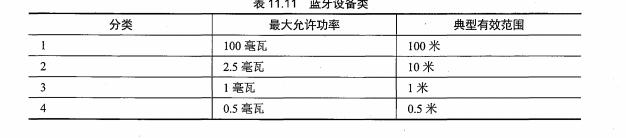 表 11.11 蓝牙设备类
分类 最大允许功率 典型有效范围
1 100 毫瓦 100 米
2 2.5 毫瓦 10 米
3 1 毫瓦 1 米
4 0.5 毫瓦 0.5 米